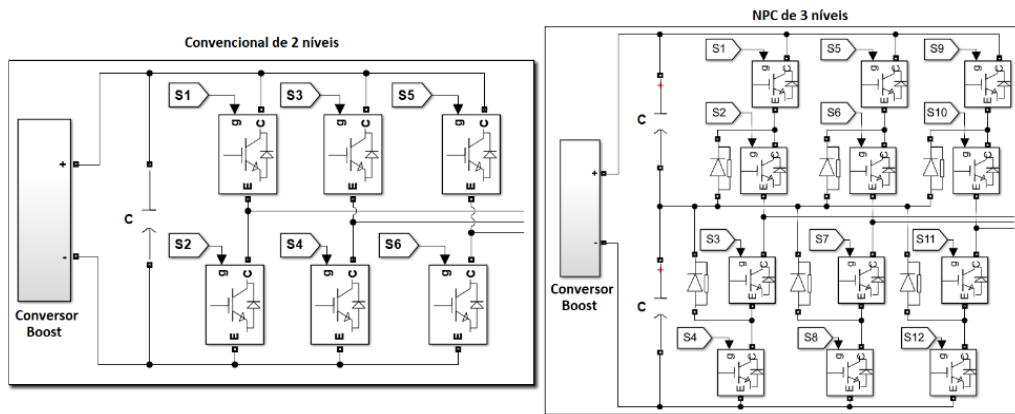 Convencional de 2 níveis
S1
S3
S5
g
C
g
C
g
C
E
E
E
+
-
C
S2
S4
S6
g
C
g
C
g
C
E
E
E
Conversor
Boost
NPC de 3 níveis
S1
S5
S9
g
C
g
C
g
C
E
E
E
+
C
S2
S6
S10
g
C
g
C
g
C
E
E
E
+
-
S3
S7
S11
g
C
g
C
g
C
E
E
E
+
C
Conversor
Boost
S4
S8
S12
g
C
g
C
g
C
E
E
E